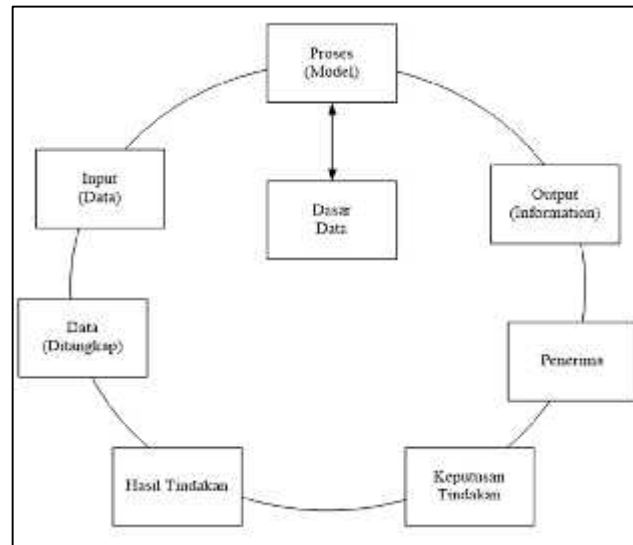 Proses
(Model)
Input
(Data)
Dasar
Data
Output
(Information)
Data
(Ditangkap)
Penerima
Hasil Tindakan
Keputusan
Tindakan